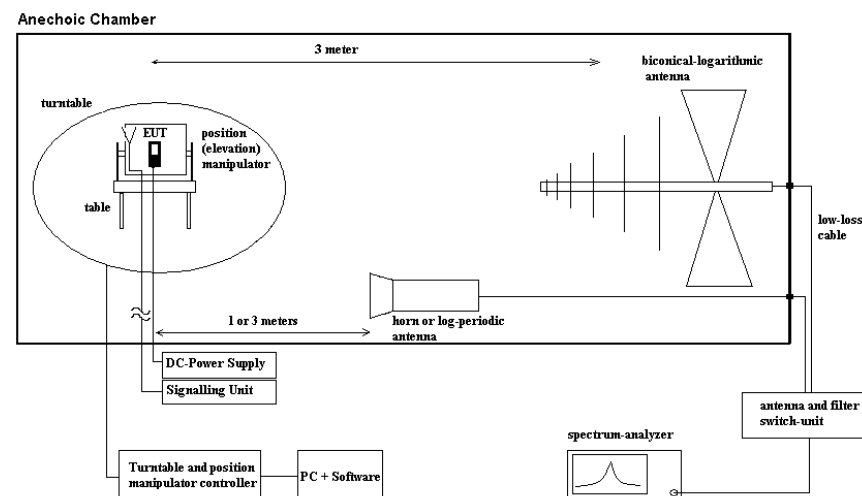 Anechoic Chamber
3 meter
biconical-logarithmic
antenna
turntable
EUT
position
(elevation)
manipulator
table
low-loss
cable
1 or 3 meters
horn or log-periodic
antenna
DC-Power Supply
Signalling Unit
antenna and filter
switch-unit
spectrum-analyzer
Turntable and position
manipulator controller
PC + Software